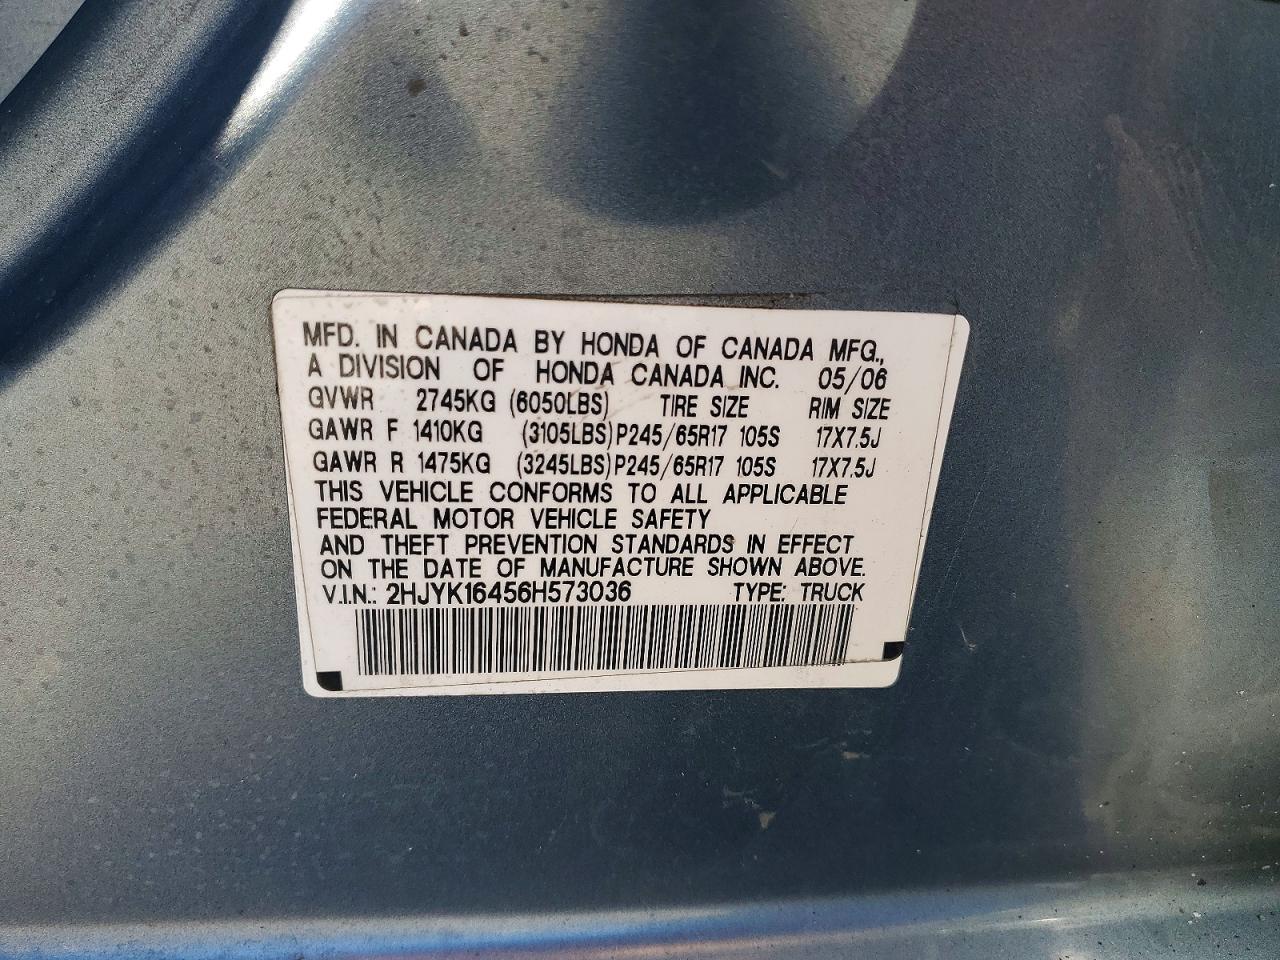 MFD. IN CANADA BY HONDA OF CANADA MFG.,
A DIVISION OF HONDA CANADA INC. 05/06
GVWR 2745KG (6050LBS) TIRE SIZE RIM SIZE
GAWR F 1410KG (3105LBS) P245/65R17 105S 17X7.5J
GAWR R 1475KG (3245LBS) P245/65R17 105S 17X7.5J
THIS VEHICLE CONFORMS TO ALL APPLICABLE
FEDERAL MOTOR VEHICLE SAFETY
AND THEFT PREVENTION STANDARDS IN EFFECT
ON THE DATE OF MANUFACTURE SHOWN ABOVE.
V.I.N.: 2HJYK16456H573036 TYPE: TRUCK